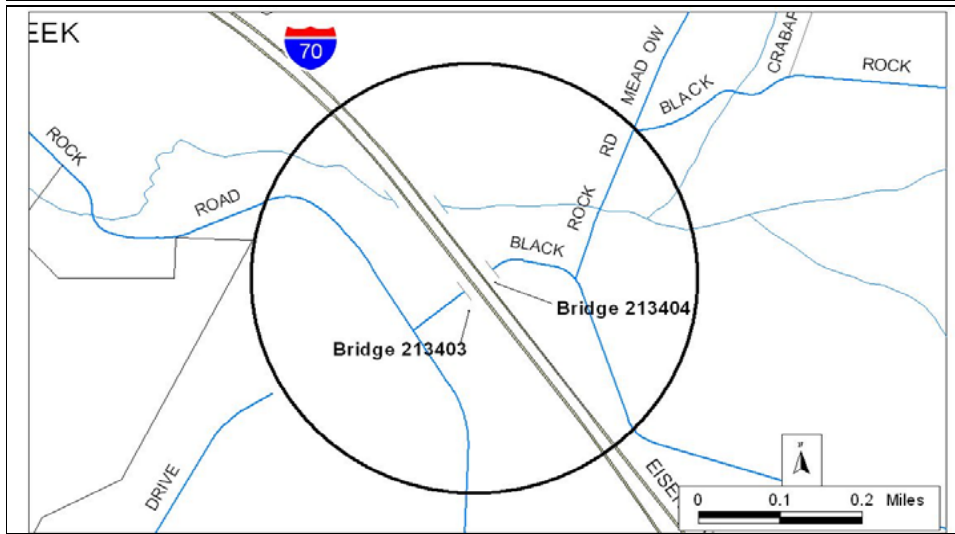 EEK
70
MEAD OW
CRABAP
ROCK
BLACK
ROCK
RD
ROAD
ROCK
BLACK
Bridge 213404
Bridge 213403
DRIVE
EISE
0 0.1 0.2 Miles